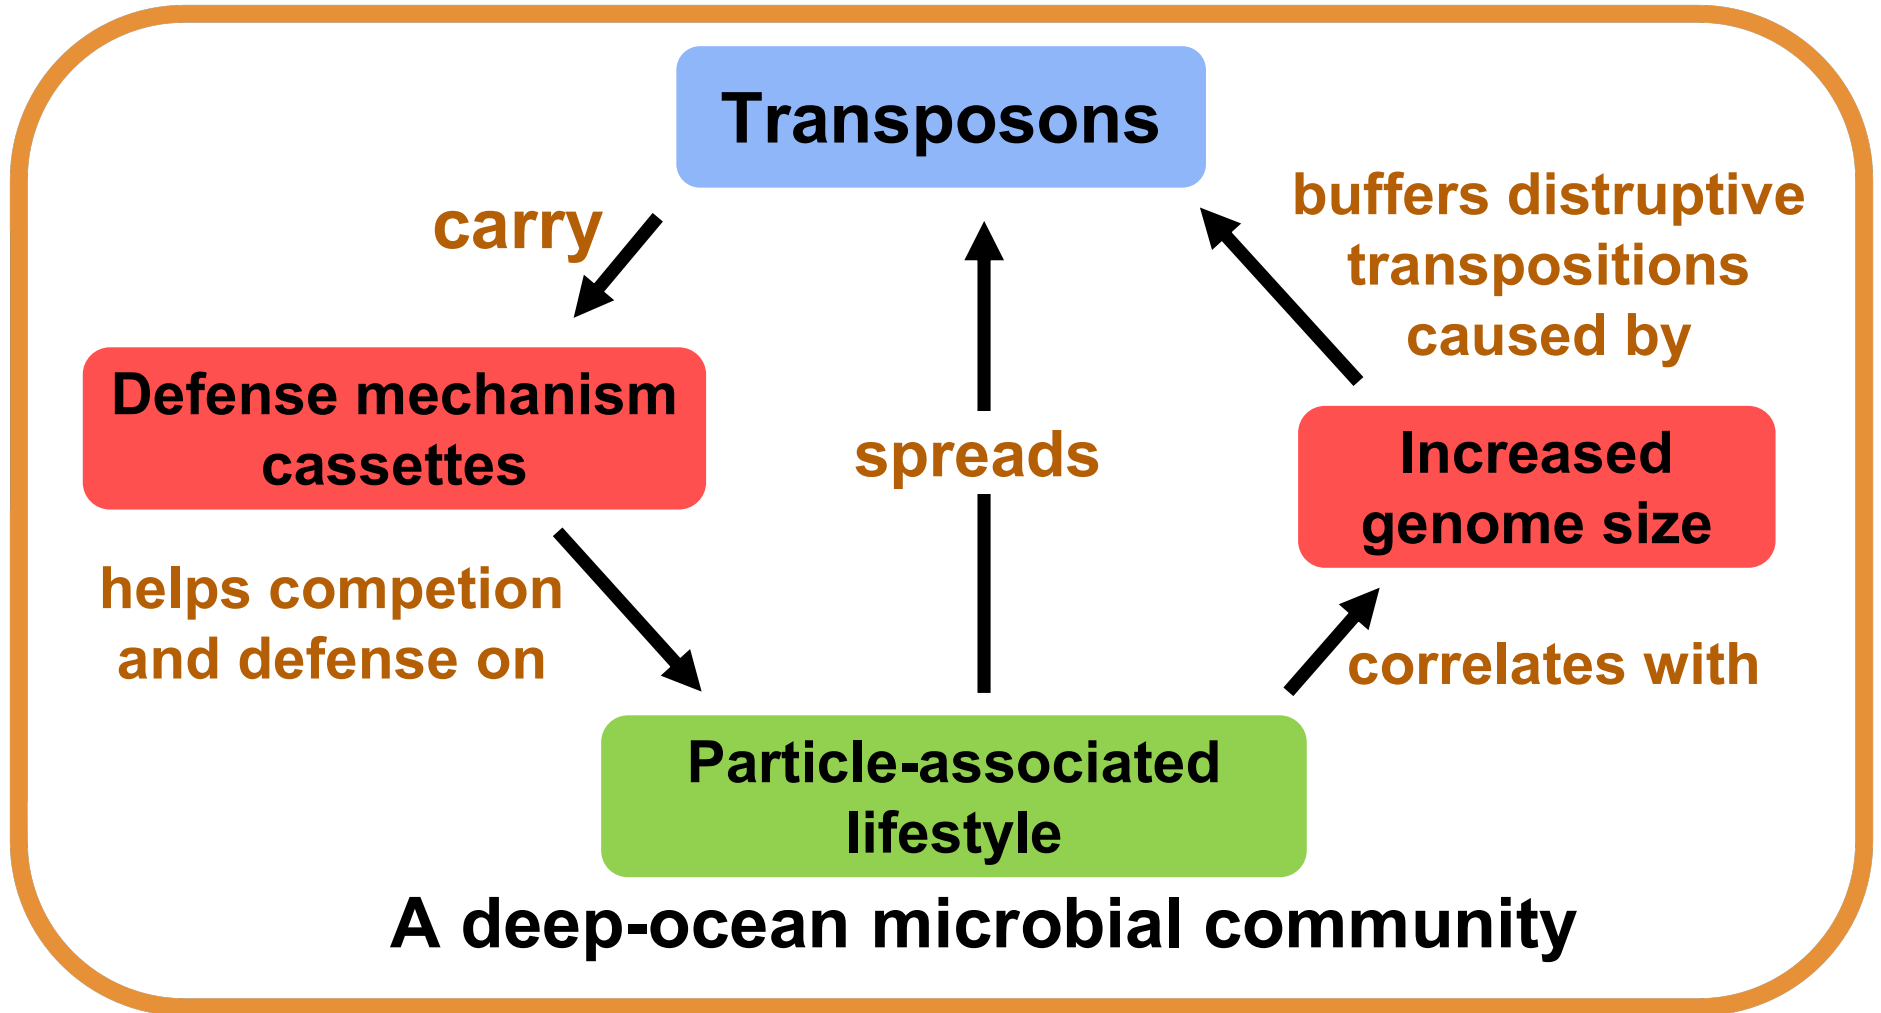 Transposons
carry
buffers distruptive
transpositions
caused by
Defense mechanism
cassettes
spreads
Increased
genome size
helps competion
and defense on
correlates with
Particle-associated
lifestyle
A deep-ocean microbial community